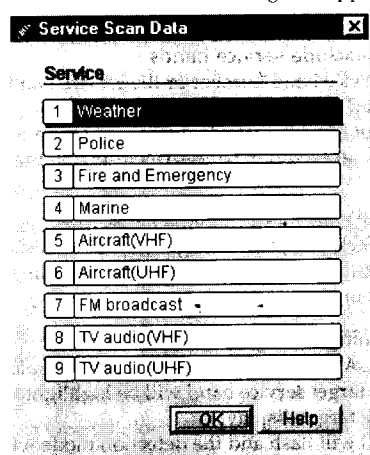 Service Scan Data
Service
1 Weather
2 Police
3 Fire and Emergency
4 Marine
5 Aircraft(VHF)
6 Aircraft(UHF)
7 FM broadcast
8 TV audio(VHF)
9 TV audio(UHF)
OK Help